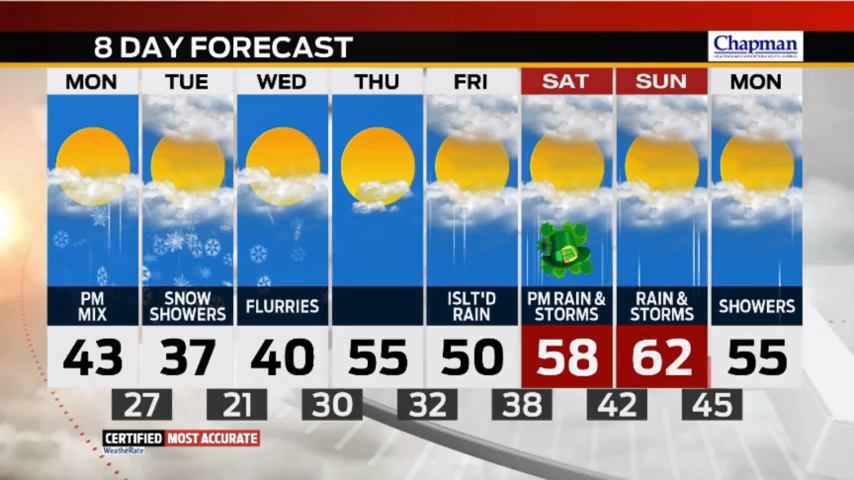 8 DAY FORECAST
Chapman
MON TUE WED THU FRI SAT SUN MON
PM MIX
SNOW SHOWERS
FLURRIES
ISLT'D RAIN
PM RAIN & STORMS
RAIN & STORMS
SHOWERS
43 37 40 55 50 58 62 55
27 21 30 32 38 42 45
CERTIFIED MOST ACCURATE
WeatheRate